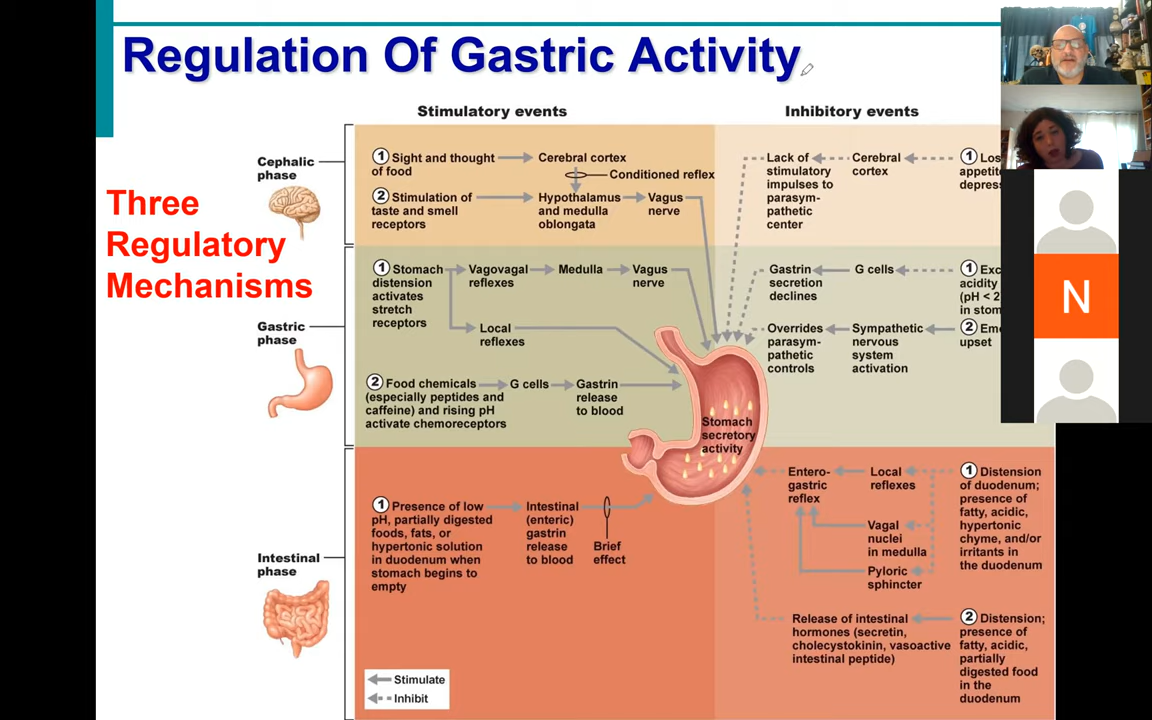 Regulation Of Gastric Activity
Three
Regulatory
Mechanisms
Stimulatory events
Inhibitory events
Cephalic
phase
1 Sight and thought
of food
Cerebral cortex
Conditioned reflex
2 Stimulation of
taste and smell
receptors
Hypothalamus
and medulla
oblongata
Vagus
nerve
Lack of
stimulatory
impulses to
parasym-
pathetic
center
Cerebral
cortex
1
appetit
depres
Gastric
phase
1 Stomach
distension
activates
stretch
receptors
Vagovagal
reflexes
Medulla
Vagus
nerve
Local
reflexes
2 Food chemicals
(especially peptides and
caffeine) and rising pH
activate chemoreceptors
G cells
Gastrin
release
to blood
Gastrin
secretion
declines
G cells
1 Exc
acidity
(pH < 2
in stom
Overrides
parasym-
pathetic
controls
Sympathetic
nervous
system
activation
2
upset
Stomach
secretory
activity
Intestinal
phase
1 Presence of low
pH, partially digested
foods, fats, or
hypertonic solution
in duodenum when
stomach begins to
empty
Intestinal
(enteric)
gastrin
release
to blood
Brief
effect
Entero-
gastric
reflex
Local
reflexes
Vagal
nuclei
in medulla
Pyloric
sphincter
1 Distension
of duodenum;
presence of
fatty, acidic,
hypertonic
chyme, and/or
irritants in
the duodenum
Release of intestinal
hormones (secretin,
cholecystokinin, vasoactive
intestinal peptide)
2 Distension;
presence of
fatty, acidic,
partially
digested food
in the
duodenum
Stimulate
Inhibit
N